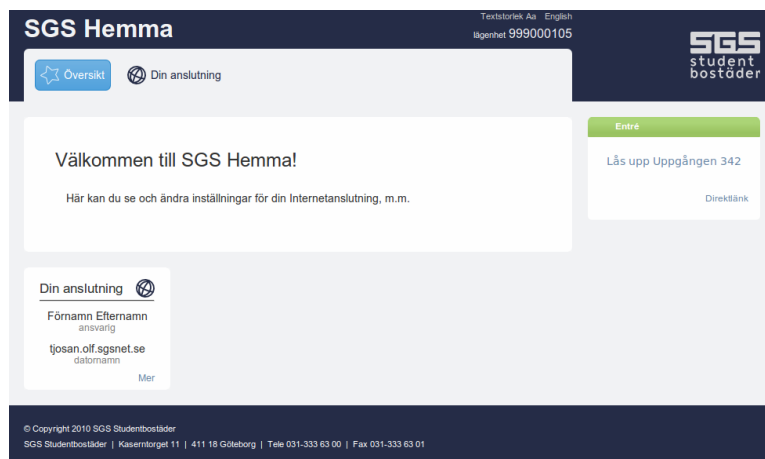 SGS Hemma
Textstorlek Aa English
lägenhet 999000105
SGS
student
bostäder
Översikt
Din anslutning
Välkommen till SGS Hemma!
Här kan du se och ändra inställningar för din Internetanslutning, m.m.
Entré
Lås upp Uppgången 342
Direktlänk
Din anslutning
Förnamn Efternamn
ansvarig
tjosan.olf.sgsnet.se
datornamn
Mer
© Copyright 2010 SGS Studentbostäder
SGS Studentbostäder | Kaserntorget 11 | 411 18 Göteborg | Tele 031-333 63 00 | Fax 031-333 63 01